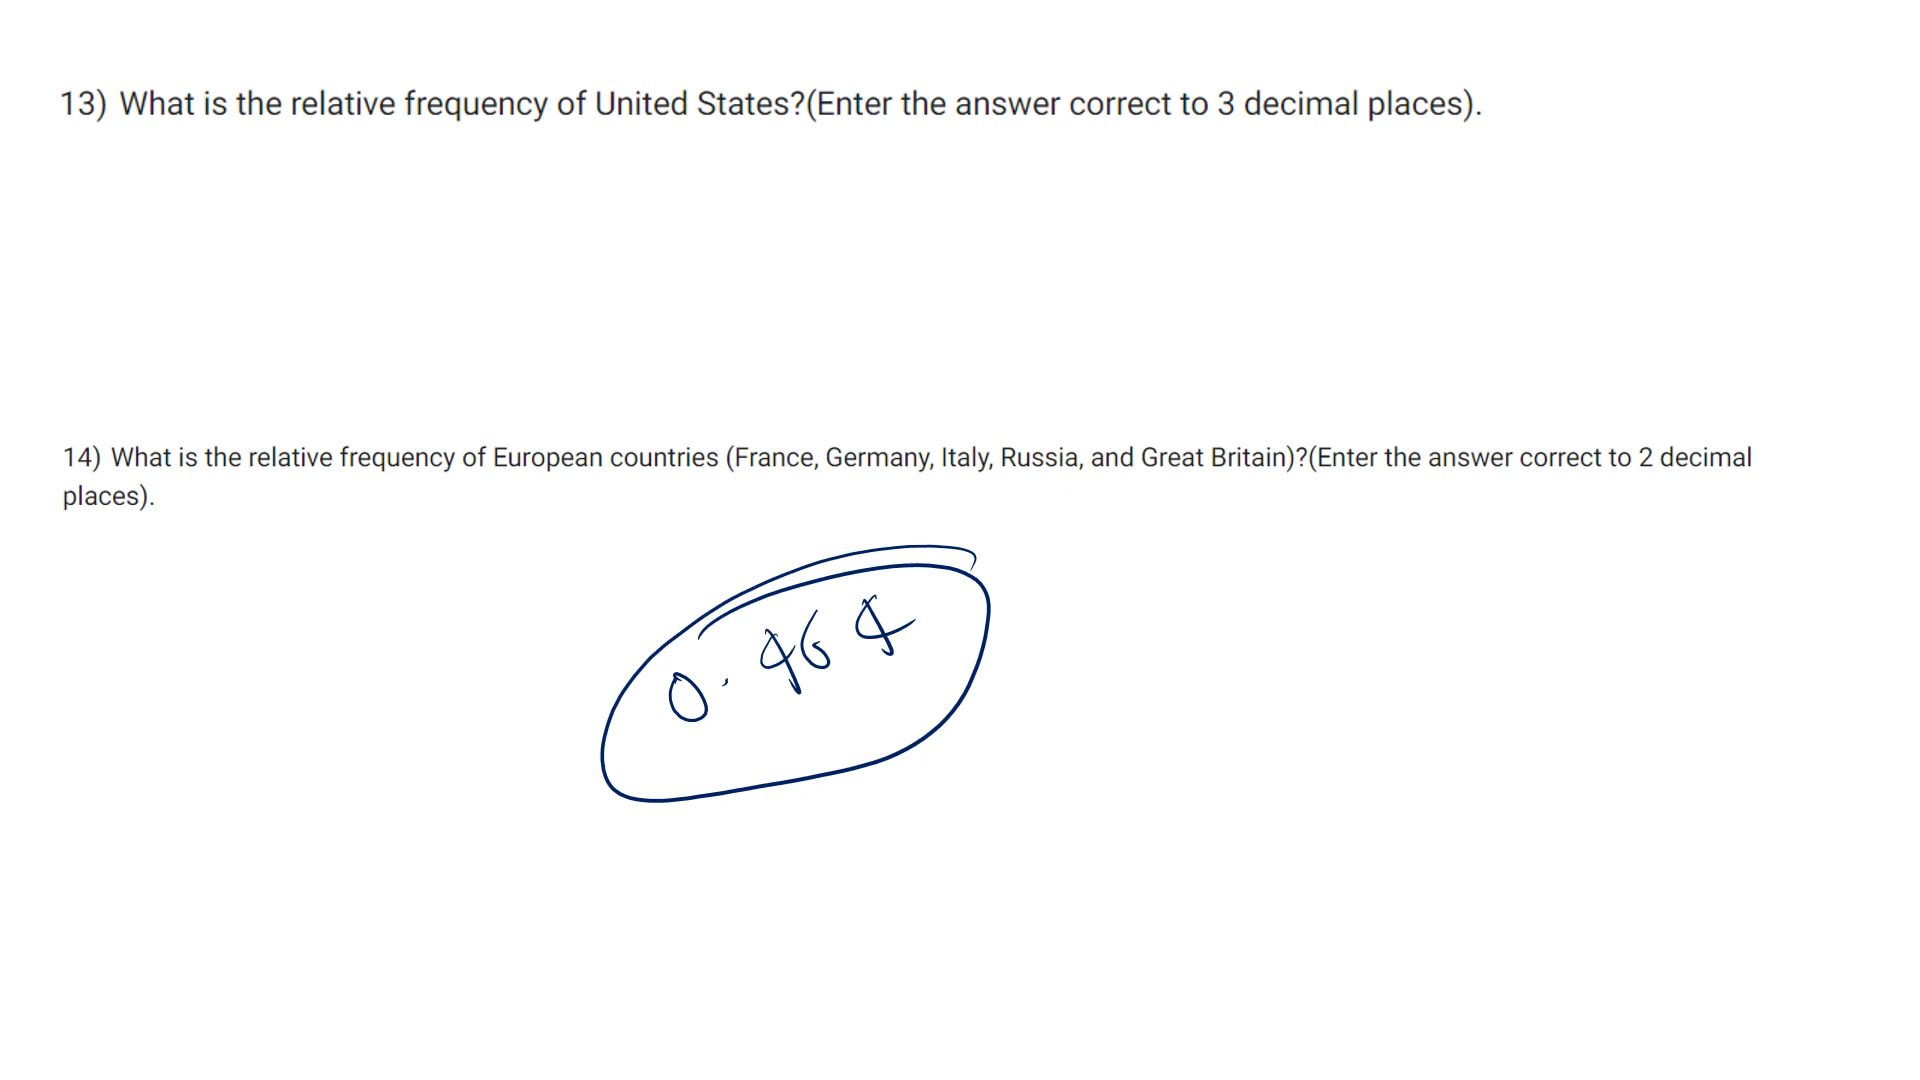 13) What is the relative frequency of United States?(Enter the answer correct to 3 decimal places).
14) What is the relative frequency of European countries (France, Germany, Italy, Russia, and Great Britain)?(Enter the answer correct to 2 decimal
places).
0.464